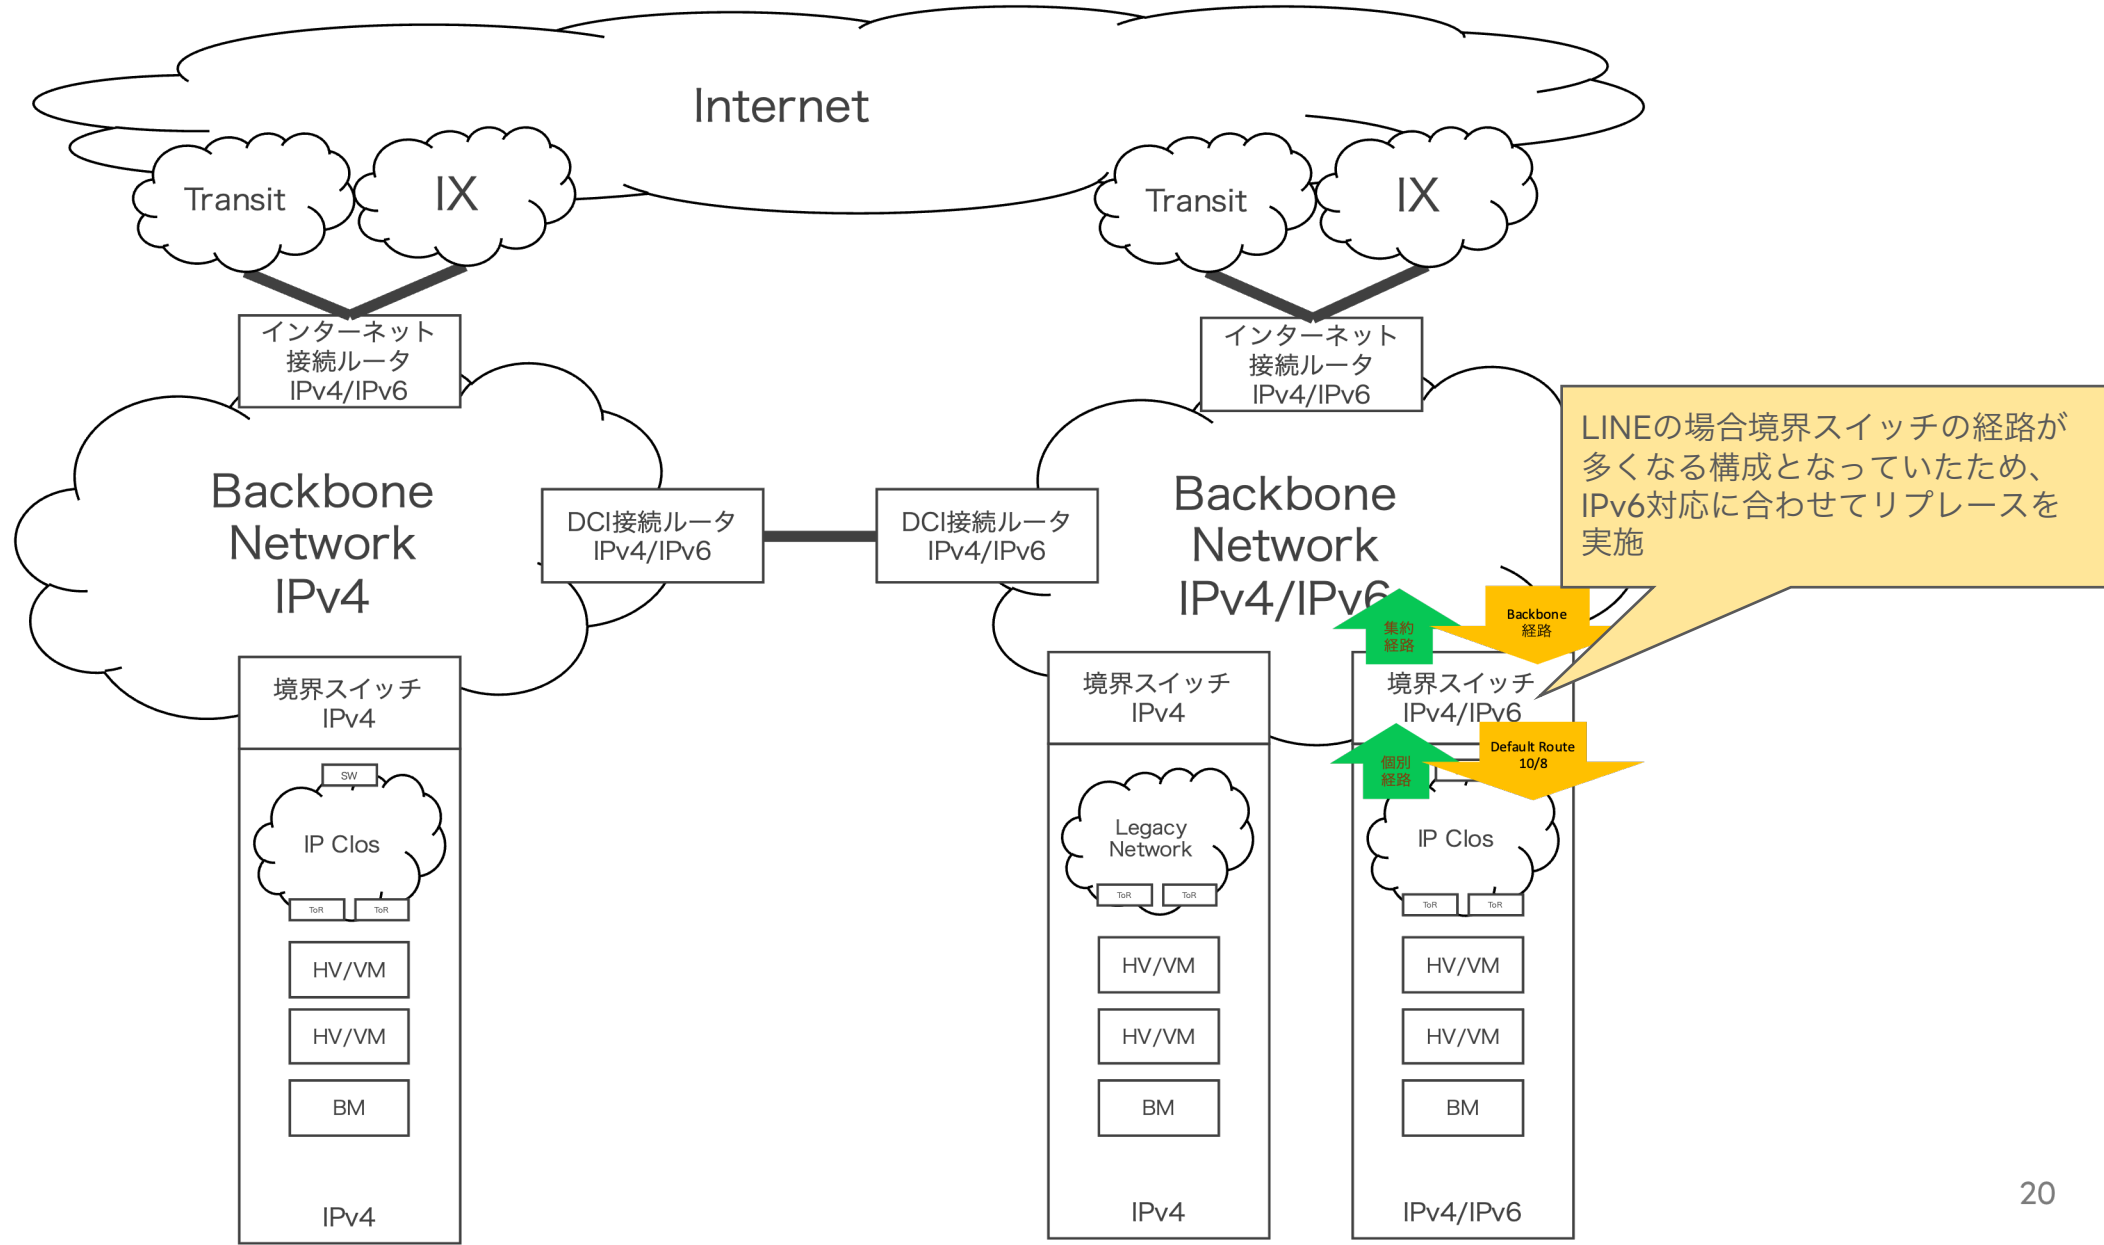 Internet
Transit
IX
Transit
IX
インターネット
接続ルータ
IPv4/IPv6
インターネット
接続ルータ
IPv4/IPv6
LINEの場合境界スイッチの経路が
多くなる構成となっていたため、
IPv6対応に合わせてリプレースを
実施
Backbone
Network
IPv4
DCI接続ルータ
IPv4/IPv6
DCI接続ルータ
IPv4/IPv6
Backbone
Network
IPv4/IPv6
集約
経路
Backbone
経路
境界スイッチ
IPv4
境界スイッチ
IPv4
境界スイッチ
IPv4/IPv6
個別
経路
Default Route
10/8
SW
IP Clos
ToR
ToR
HV/VM
HV/VM
BM
IPv4
Legacy
Network
ToR
ToR
HV/VM
HV/VM
BM
IPv4
IP Clos
ToR
ToR
HV/VM
HV/VM
BM
IPv4/IPv6
20